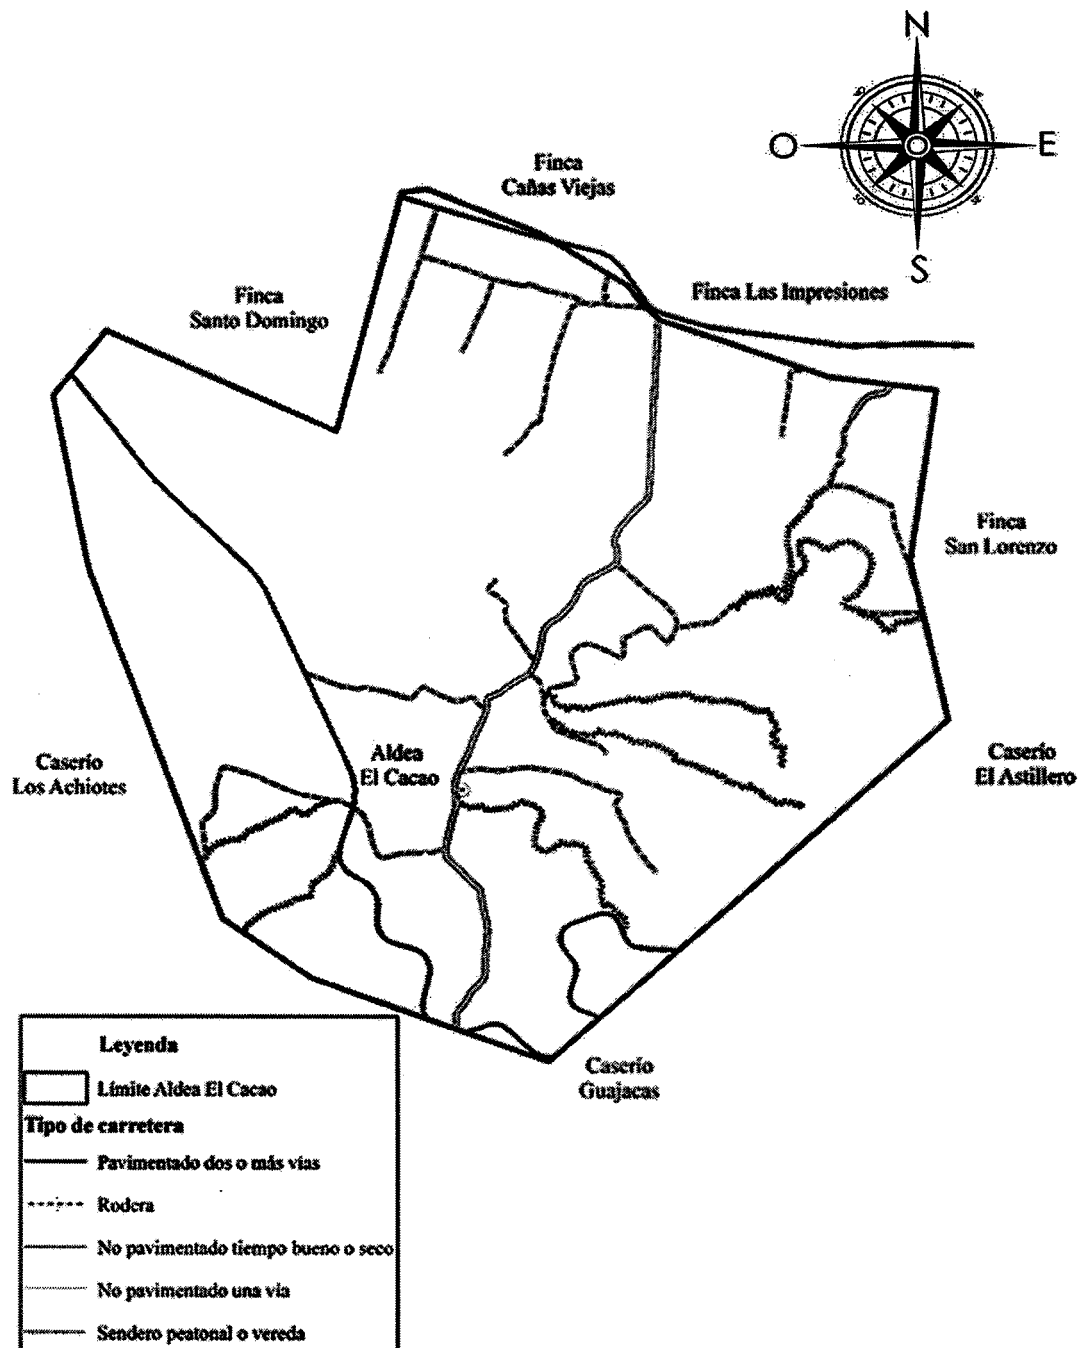 N
O
E
S
Finca
Cañas Viejas
Finca
Santo Domingo
Finca Las Impresiones
Finca
San Lorenzo
Caserío
Los Achiotes
Aldea
El Cacao
Caserío
El Astillero
Caserío
Guajacas
Leyenda
Límite Aldea El Cacao
Tipo de carretera
Pavimentado dos o más vías
Rodera
No pavimentado tiempo bueno o seco
No pavimentado una vía
Sendero peatonal o vereda